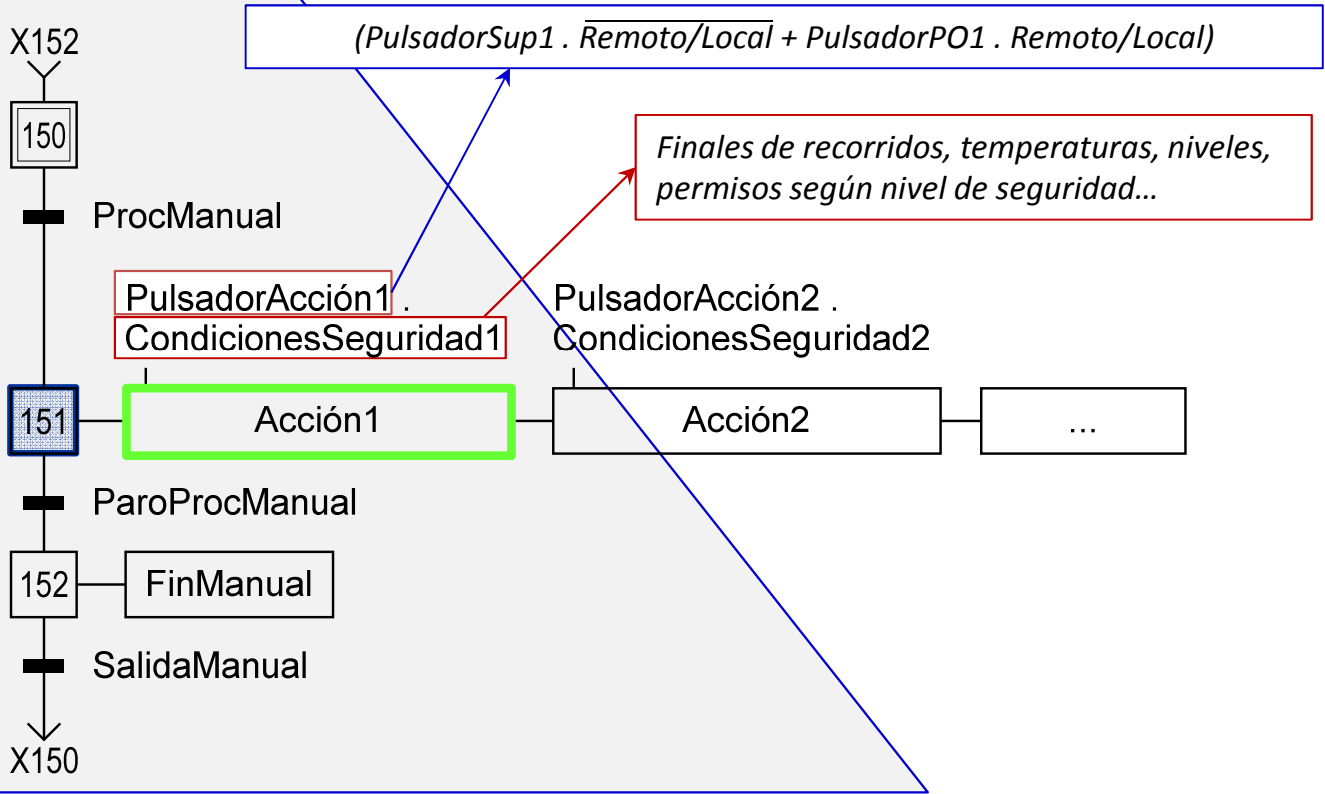 X152
(PulsadorSup1 . Remoto/Local + PulsadorPO1 . Remoto/Local)
150
Finales de recorridos, temperaturas, niveles,
permisos según nivel de seguridad...
ProcManual
PulsadorAcción1 .
CondicionesSeguridad1
PulsadorAcción2 .
CondicionesSeguridad2
151
Acción1
Acción2
...
ParoProcManual
152
FinManual
SalidaManual
X150